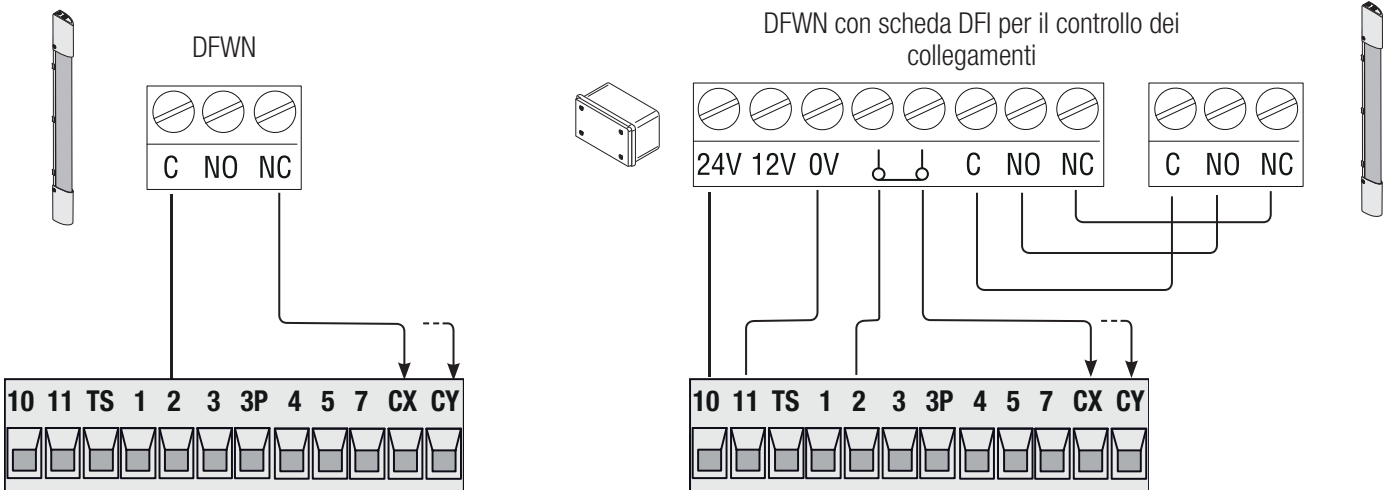 DFWN
C NO NC
10 11 TS 1 2 3 3P 4 5 7 CX CY
DFWN con scheda DFI per il controllo dei
collegamenti
24V 12V 0V C NO NC
C NO NC
10 11 TS 1 2 3 3P 4 5 7 CX CY